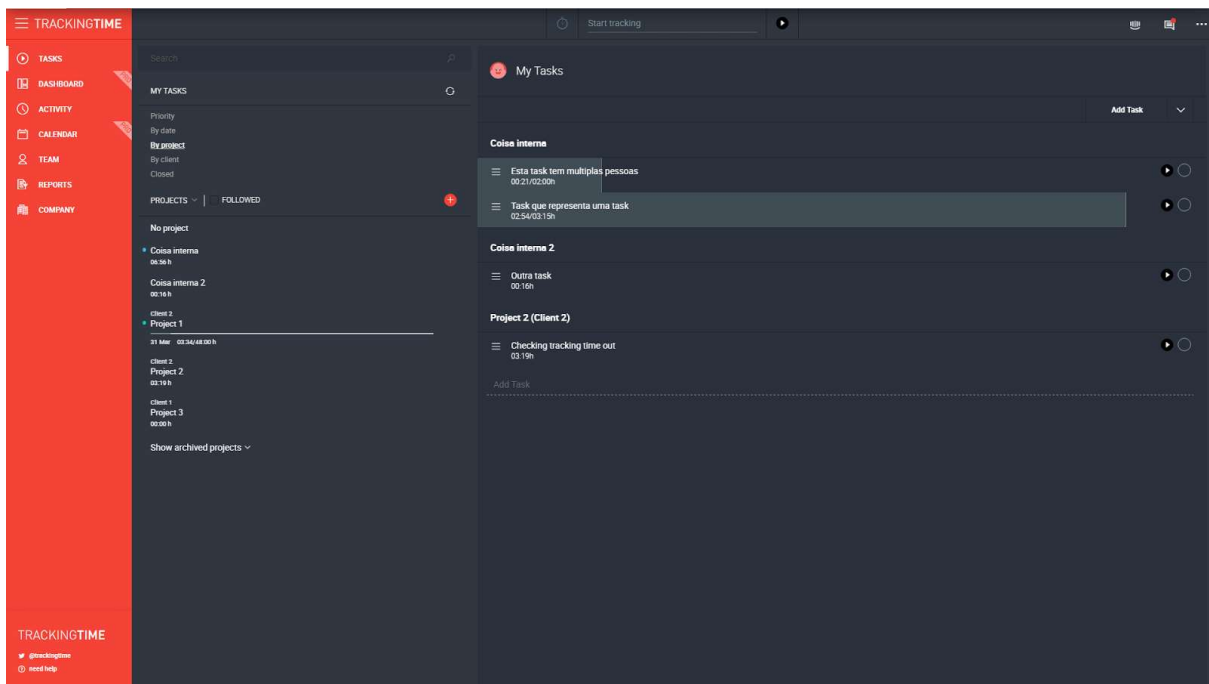 TRACKINGTIME
Start tracking
TASKS
DASHBOARD
ACTIVITY
CALENDAR
TEAM
REPORTS
COMPANY
TRACKINGTIME
@trackingtime
need help
Search
MY TASKS
Priority
By date
By project
By client
Closed
PROJECTS | FOLLOWED
No project
Coisa interna
06:56 h
Coisa interna 2
00:16 h
Client 2
Project 1
31 Mar 03:34/48:00 h
Client 2
Project 2
03:19 h
Client 1
Project 3
00:00 h
Show archived projects
My Tasks
Add Task
Coisa interna
Esta task tem multiplas pessoas
00:21/02:00h
Task que representa uma task
02:54/03:15h
Coisa interna 2
Outra task
00:16h
Project 2 (Client 2)
Checking tracking time out
03:19h
Add Task